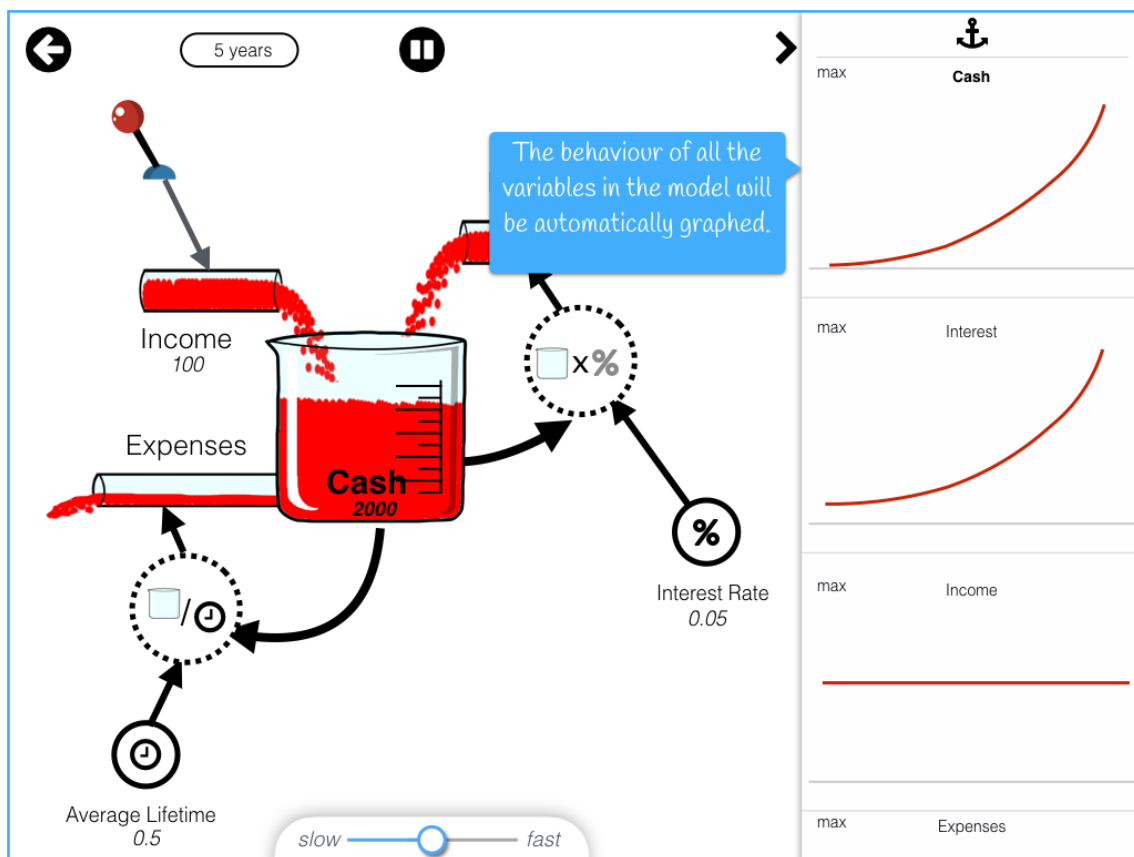 5 years
The behaviour of all the
variables in the model will
be automatically graphed.
Income
100
x %
Expenses
Cash
2000
%
Interest Rate
0.05
/
Average Lifetime
0.5
slow
fast
max
Cash
max
Interest
max
Income
max
Expenses